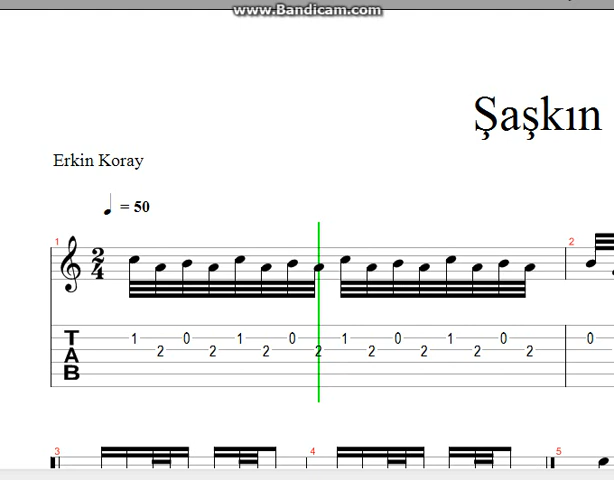 www.Bandicam.com
Şaşkın
Erkin Koray
= 50
1
2
2
4
T
A
B
1 0 1 0 1 0 1 0 0
2 2 2 2 2 2 2 2
3
4
5